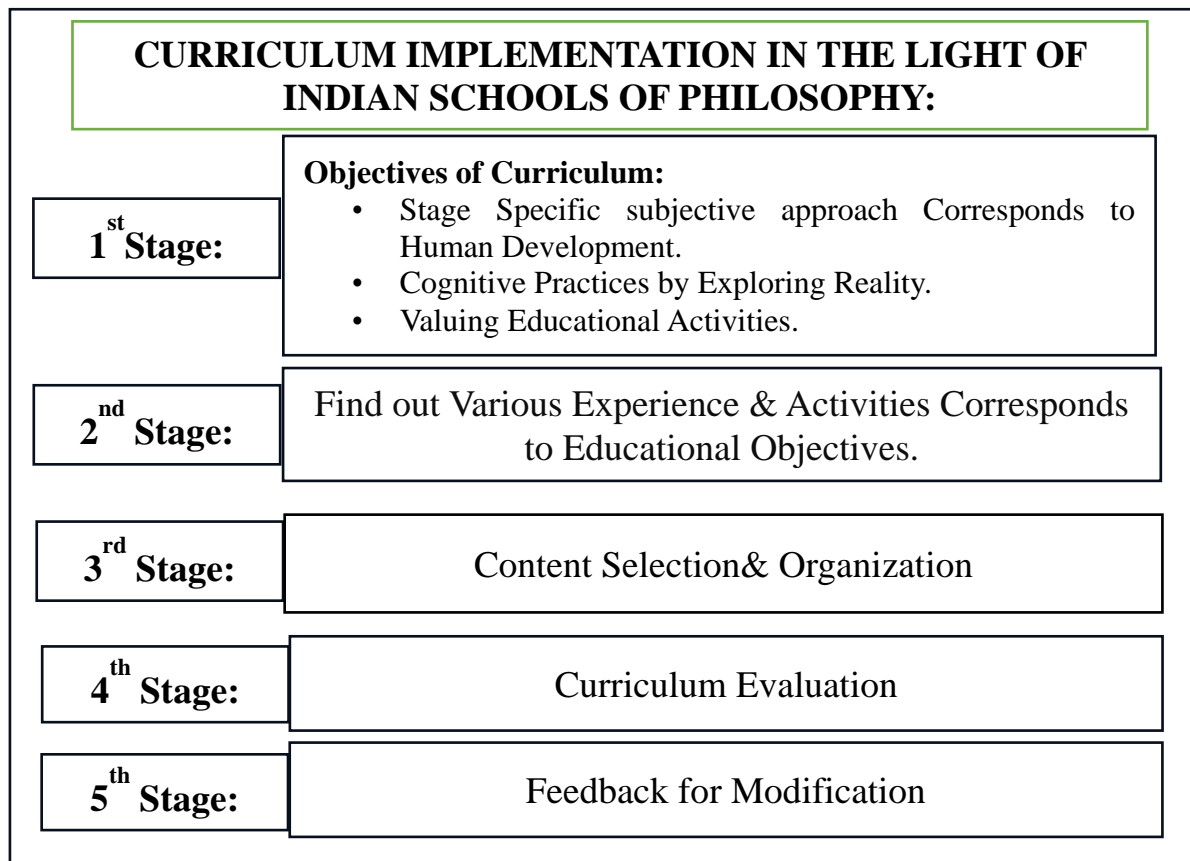 CURRICULUM IMPLEMENTATION IN THE LIGHT OF
INDIAN SCHOOLS OF PHILOSOPHY:
1st Stage:
Objectives of Curriculum:
• Stage Specific subjective approach Corresponds to
Human Development.
• Cognitive Practices by Exploring Reality.
• Valuing Educational Activities.
2nd Stage:
Find out Various Experience & Activities Corresponds
to Educational Objectives.
3rd Stage:
Content Selection& Organization
4th Stage:
Curriculum Evaluation
5th Stage:
Feedback for Modification